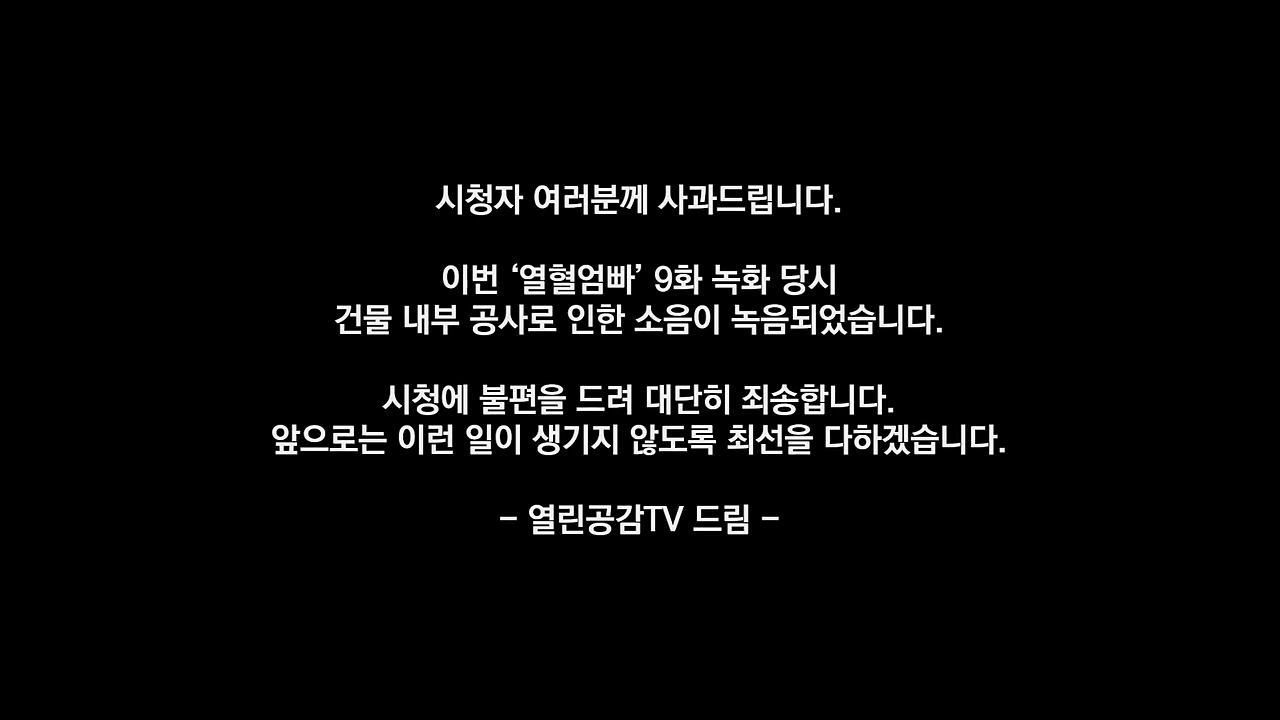 시청자 여러분께 사과드립니다.
이번 ‘열혈엄빠’ 9화 녹화 당시
건물 내부 공사로 인한 소음이 녹음되었습니다.
시청에 불편을 드려 대단히 죄송합니다.
앞으로는 이런 일이 생기지 않도록 최선을 다하겠습니다.
– 열린공감TV 드림 –